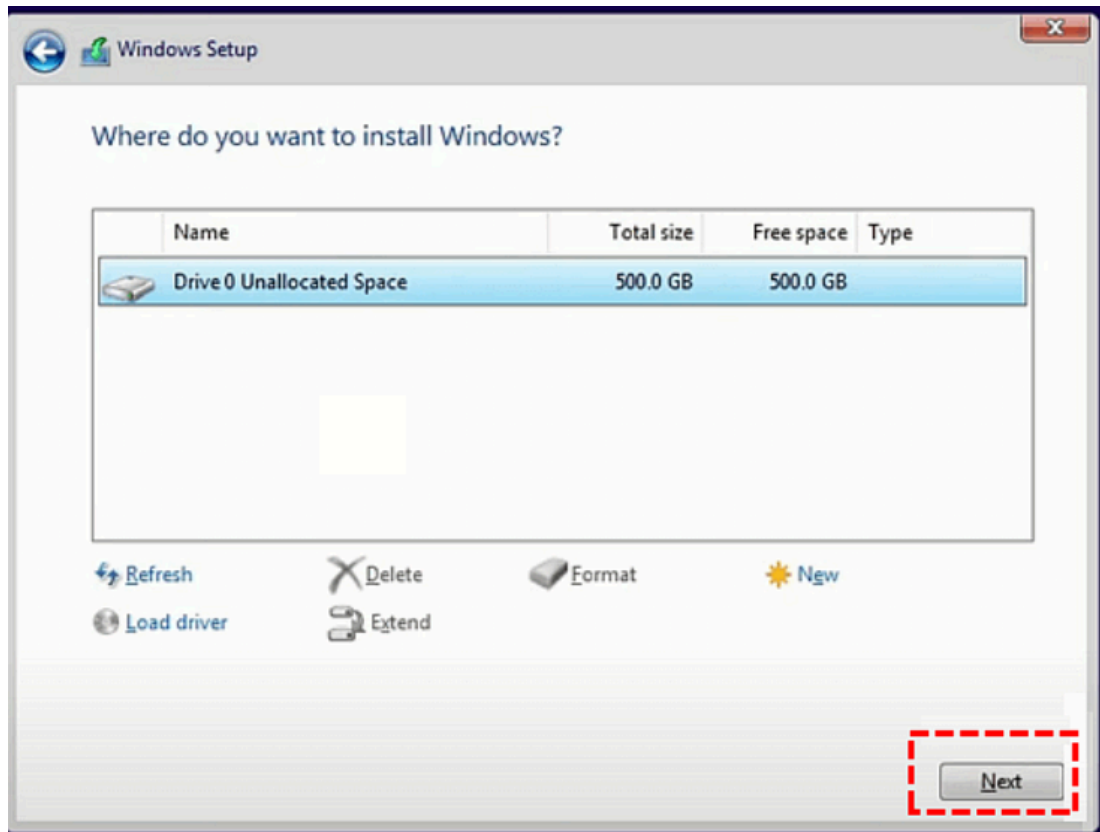 Windows Setup
Where do you want to install Windows?
Name Total size Free space Type
Drive 0 Unallocated Space 500.0 GB 500.0 GB
Refresh Delete Format New
Load driver Extend
Next